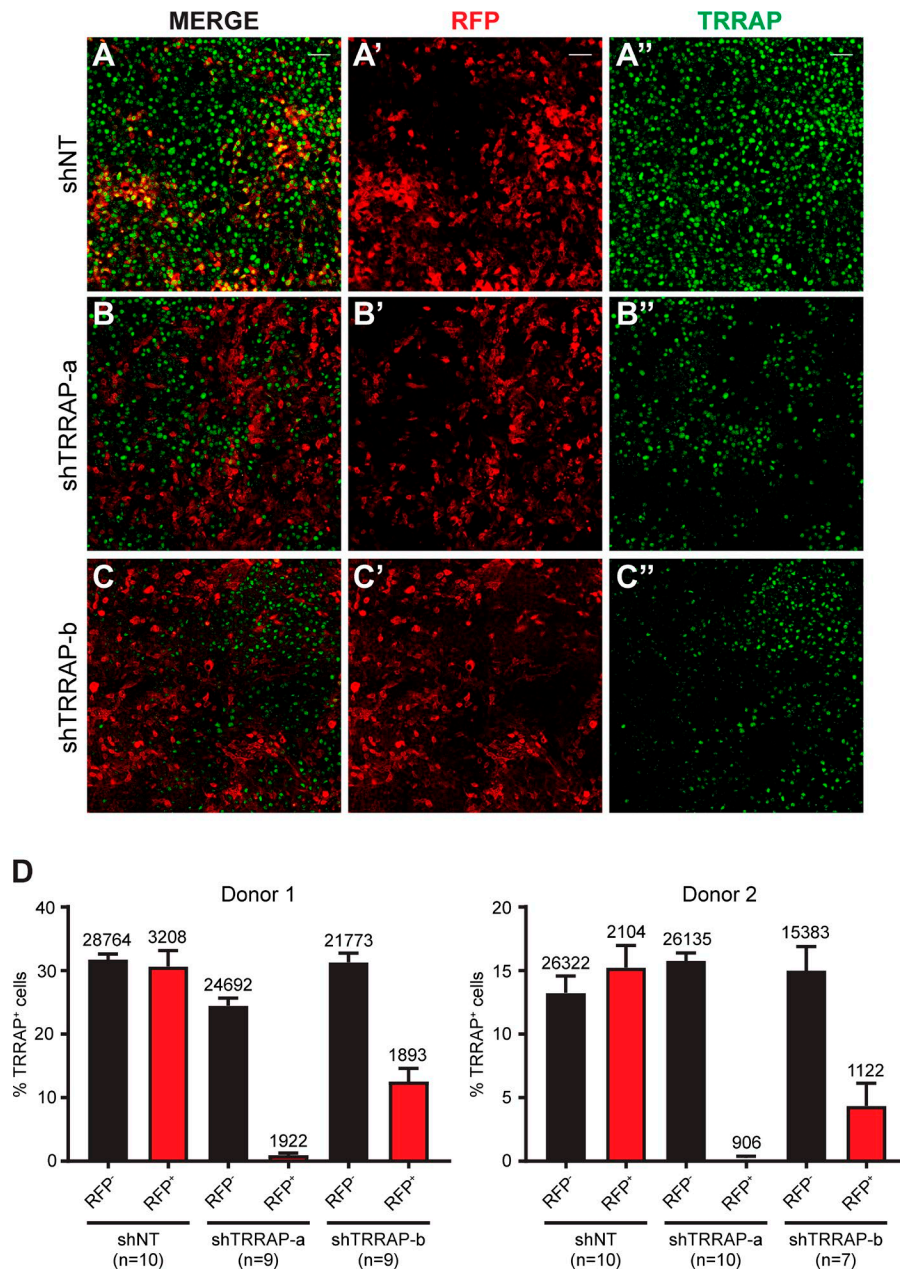 MERGE RFP TRRAP
shNT
A A’ A’’
shTRRAP-a
B B’ B’’
shTRRAP-b
C C’ C’’
D
Donor 1
% TRRAP⁺ cells
40
30
20
10
0
28764 3208 24692 1922 21773 1893
RFP⁻ RFP⁺ RFP⁻ RFP⁺ RFP⁻ RFP⁺
shNT shTRRAP-a shTRRAP-b
(n=10) (n=9) (n=9)
Donor 2
% TRRAP⁺ cells
20
15
10
5
0
26322 2104 26135 906 15383 1122
RFP⁻ RFP⁺ RFP⁻ RFP⁺ RFP⁻ RFP⁺
shNT shTRRAP-a shTRRAP-b
(n=10) (n=10) (n=7)